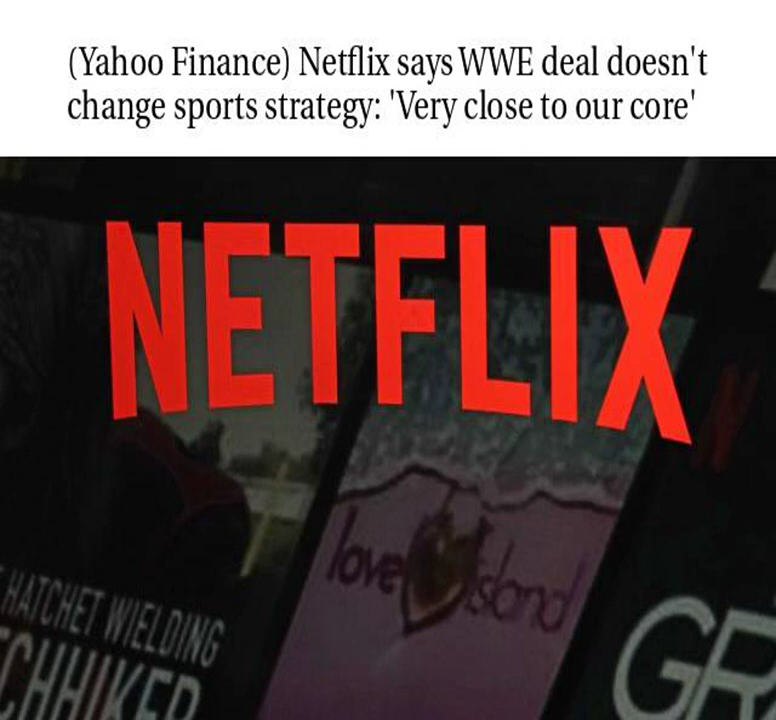 (Yahoo Finance) Netflix says WWE deal doesn't
change sports strategy: 'Very close to our core'
NETFLIX
love island
HATCHET WIELDING
GR